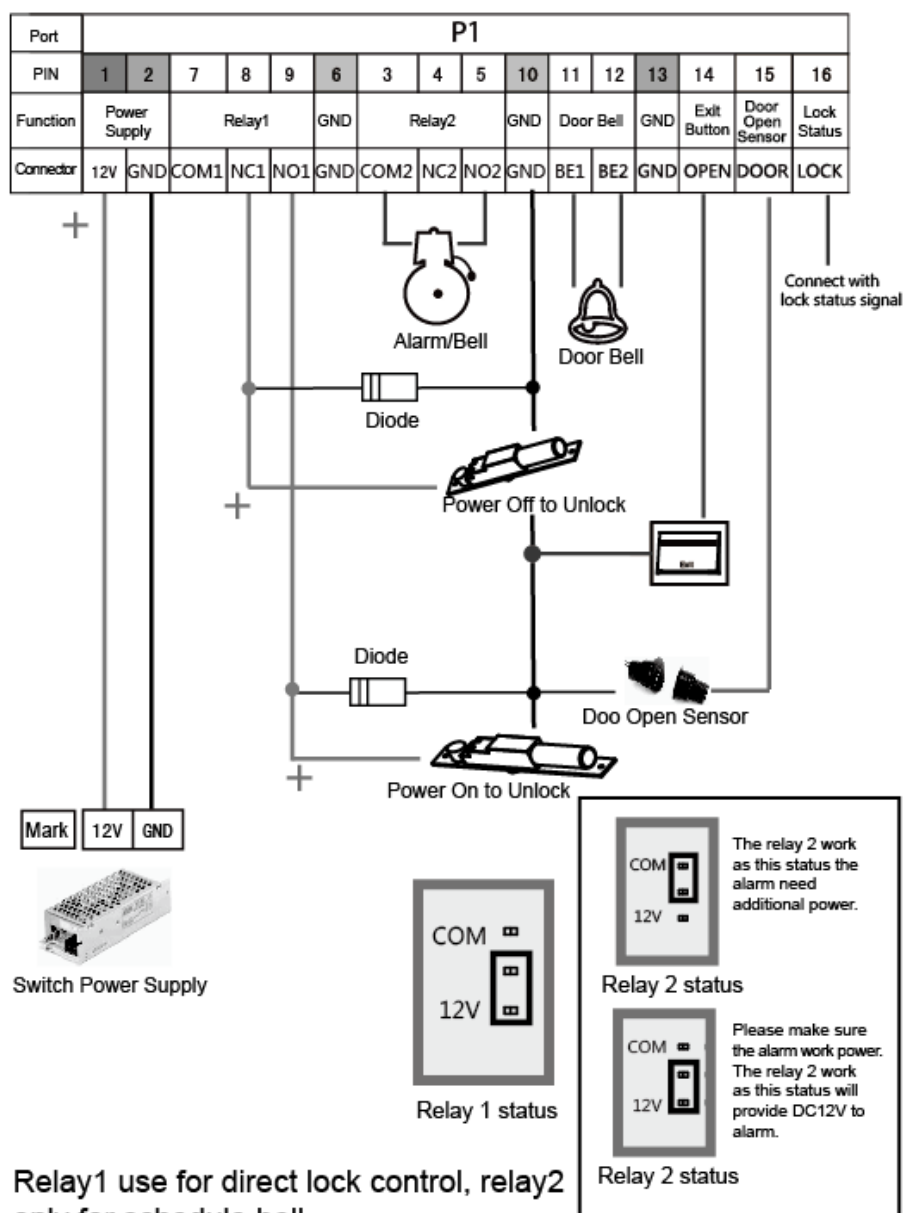 Port P1
PIN 1 2 7 8 9 6 3 4 5 10 11 12 13 14 15 16
Function Power Supply Relay1 GND Relay2 GND Door Bell GND Exit Button Door Open Sensor Lock Status
Connector 12V GND COM1 NC1 NO1 GND COM2 NC2 NO2 GND BE1 BE2 GND OPEN DOOR LOCK
+
Connect with
lock status signal
Alarm/Bell
Door Bell
Diode
+
Power Off to Unlock
Exit
Diode
Doo Open Sensor
+
Power On to Unlock
Mark 12V GND
Switch Power Supply
COM
12V
Relay 1 status
COM
12V
The relay 2 work
as this status the
alarm need
additional power.
Relay 2 status
COM
12V
Please make sure
the alarm work power.
The relay 2 work
as this status will
provide DC12V to
alarm.
Relay 2 status
Relay1 use for direct lock control, relay2
only for schedule bell